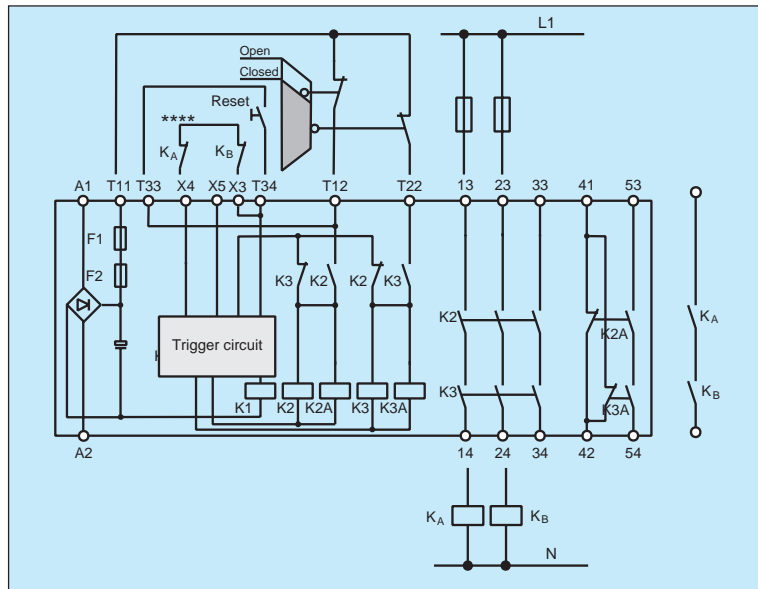 L1
Open
Closed
Reset
****
KA KB
A1 T11 T33 X4 X5 X3 T34 T12 T22 13 23 33 41 53
F1
F2
K3 K2 K2 K3
K2 K2A
KA
Trigger circuit
K1 K2 K2A K3 K3A
K3 K3A
KB
A2 14 24 34 42 54
KA KB
N